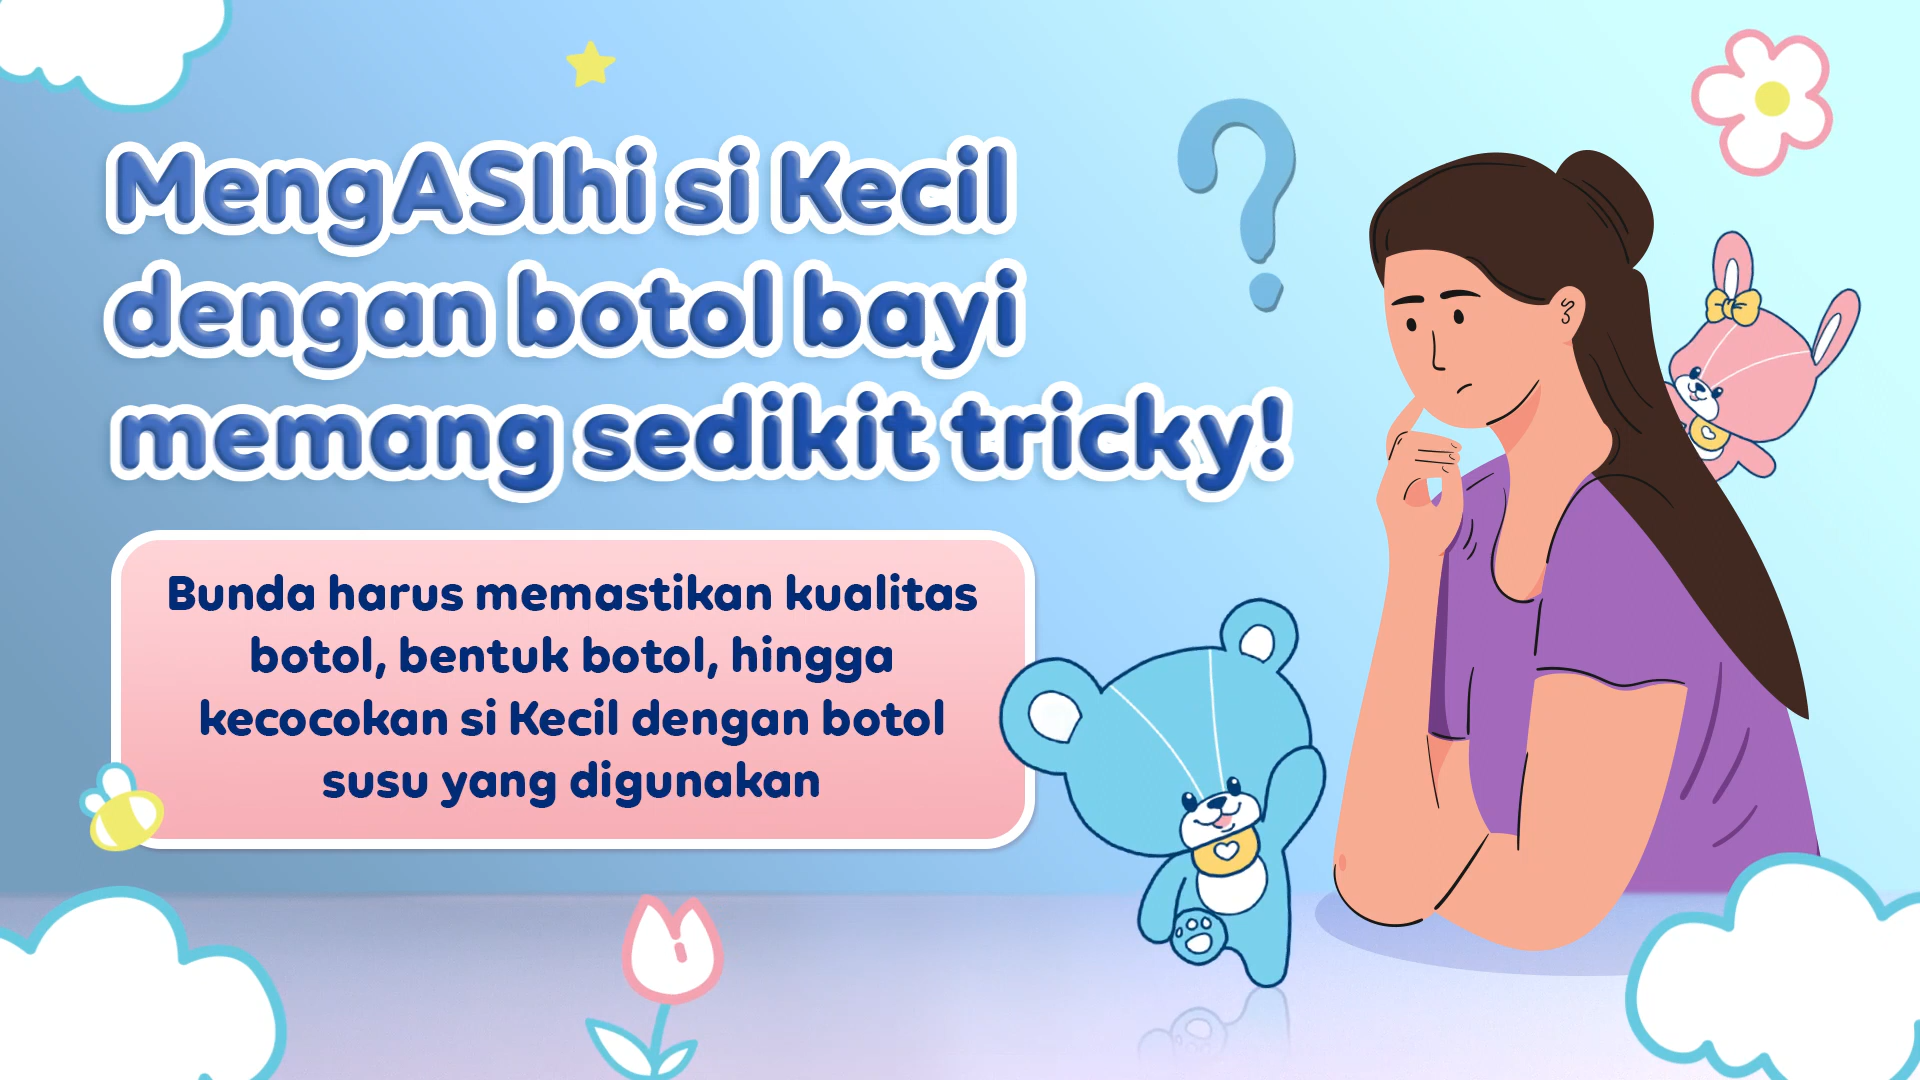 MengASIhi si Kecil
dengan botol bayi
memang sedikit tricky!
Bunda harus memastikan kualitas
botol, bentuk botol, hingga
kecocokan si Kecil dengan botol
susu yang digunakan